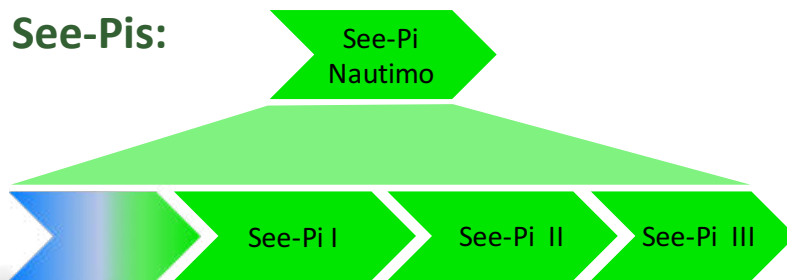 See-Pis:
See-Pi
Nautimo
See-Pi I
See-Pi II
See-Pi III